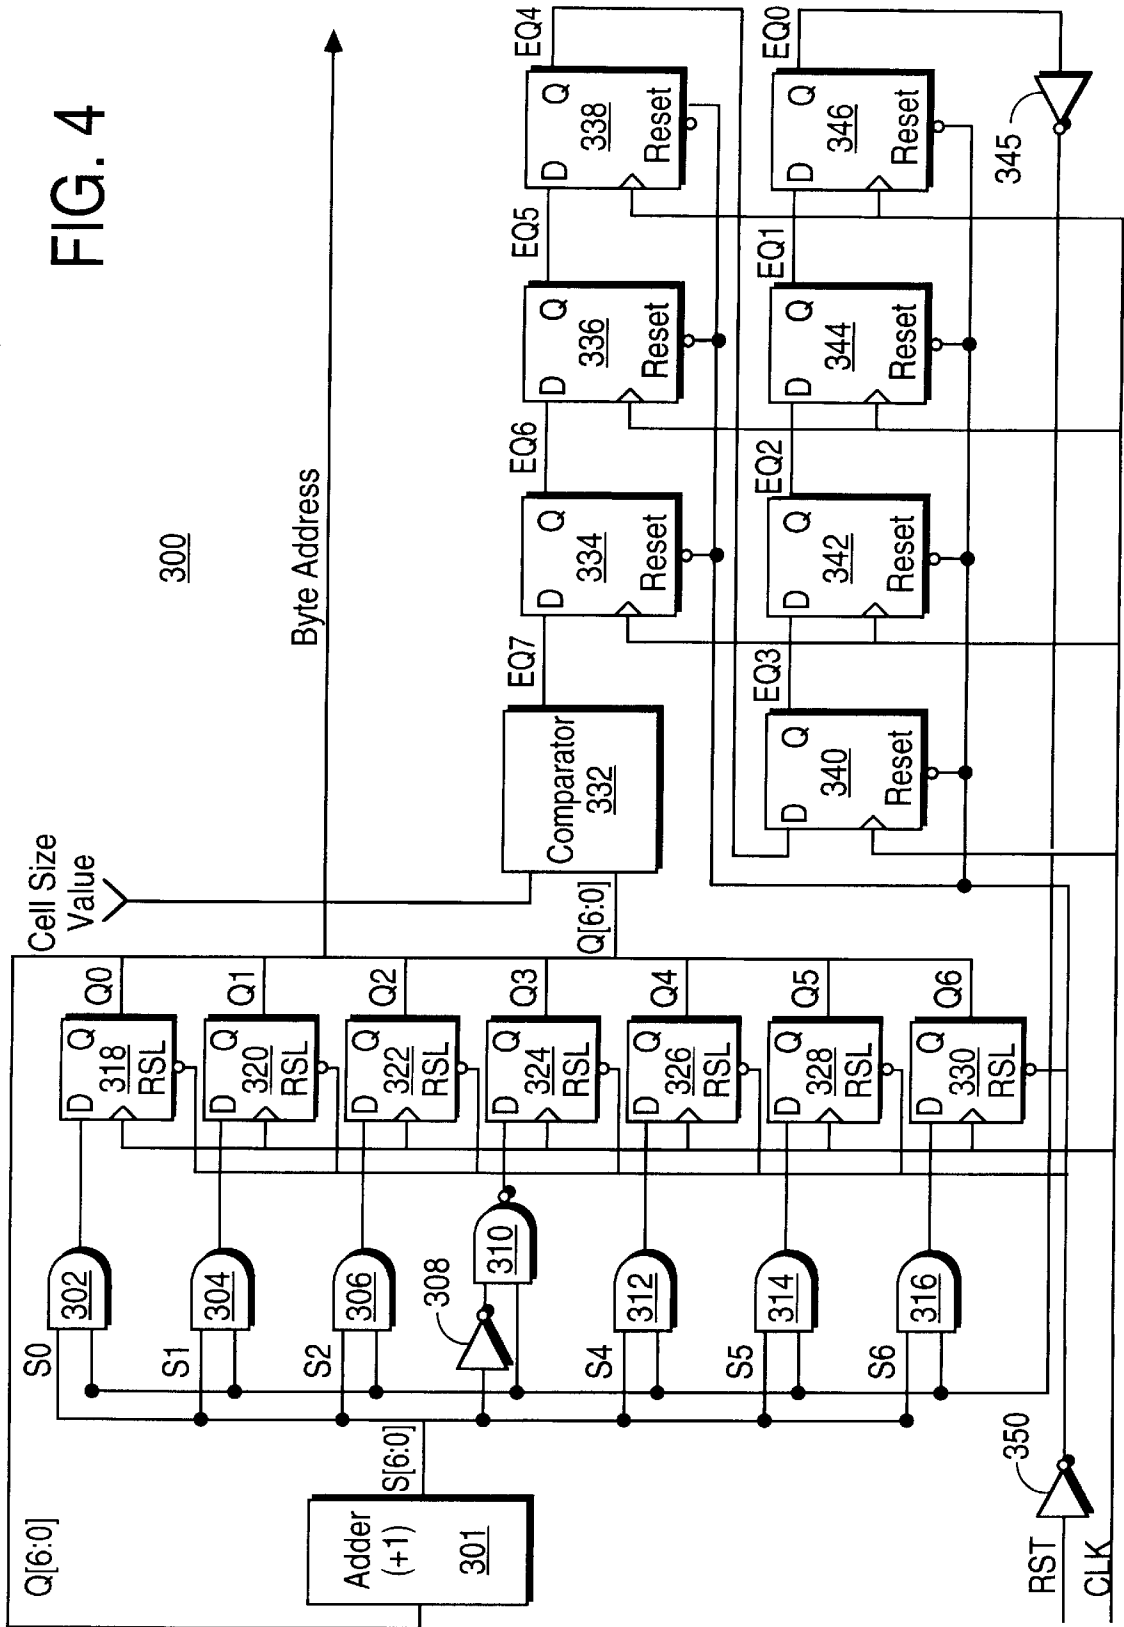 FIG. 4
300
Byte Address
Cell Size
Value
Q[6:0]
Adder
(+1)
301
S[6:0]
S0
302
D
Q
318
RSL
Q0
S1
304
D
Q
320
RSL
Q1
S2
306
D
Q
322
RSL
Q2
308
310
D
Q
324
RSL
Q3
S4
312
D
Q
326
RSL
Q4
S5
314
D
Q
328
RSL
Q5
S6
316
D
Q
330
RSL
Q6
Q[6:0]
Comparator
332
EQ7
D
Q
334
Reset
EQ6
D
Q
336
Reset
EQ5
D
Q
338
Reset
EQ4
D
Q
340
Reset
EQ3
D
Q
342
Reset
EQ2
D
Q
344
Reset
EQ1
D
Q
346
Reset
EQ0
345
350
RST
CLK